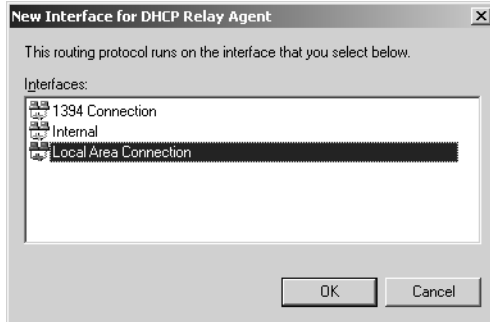 New Interface for DHCP Relay Agent
This routing protocol runs on the interface that you select below.
Interfaces:
1394 Connection
Internal
Local Area Connection
OK
Cancel